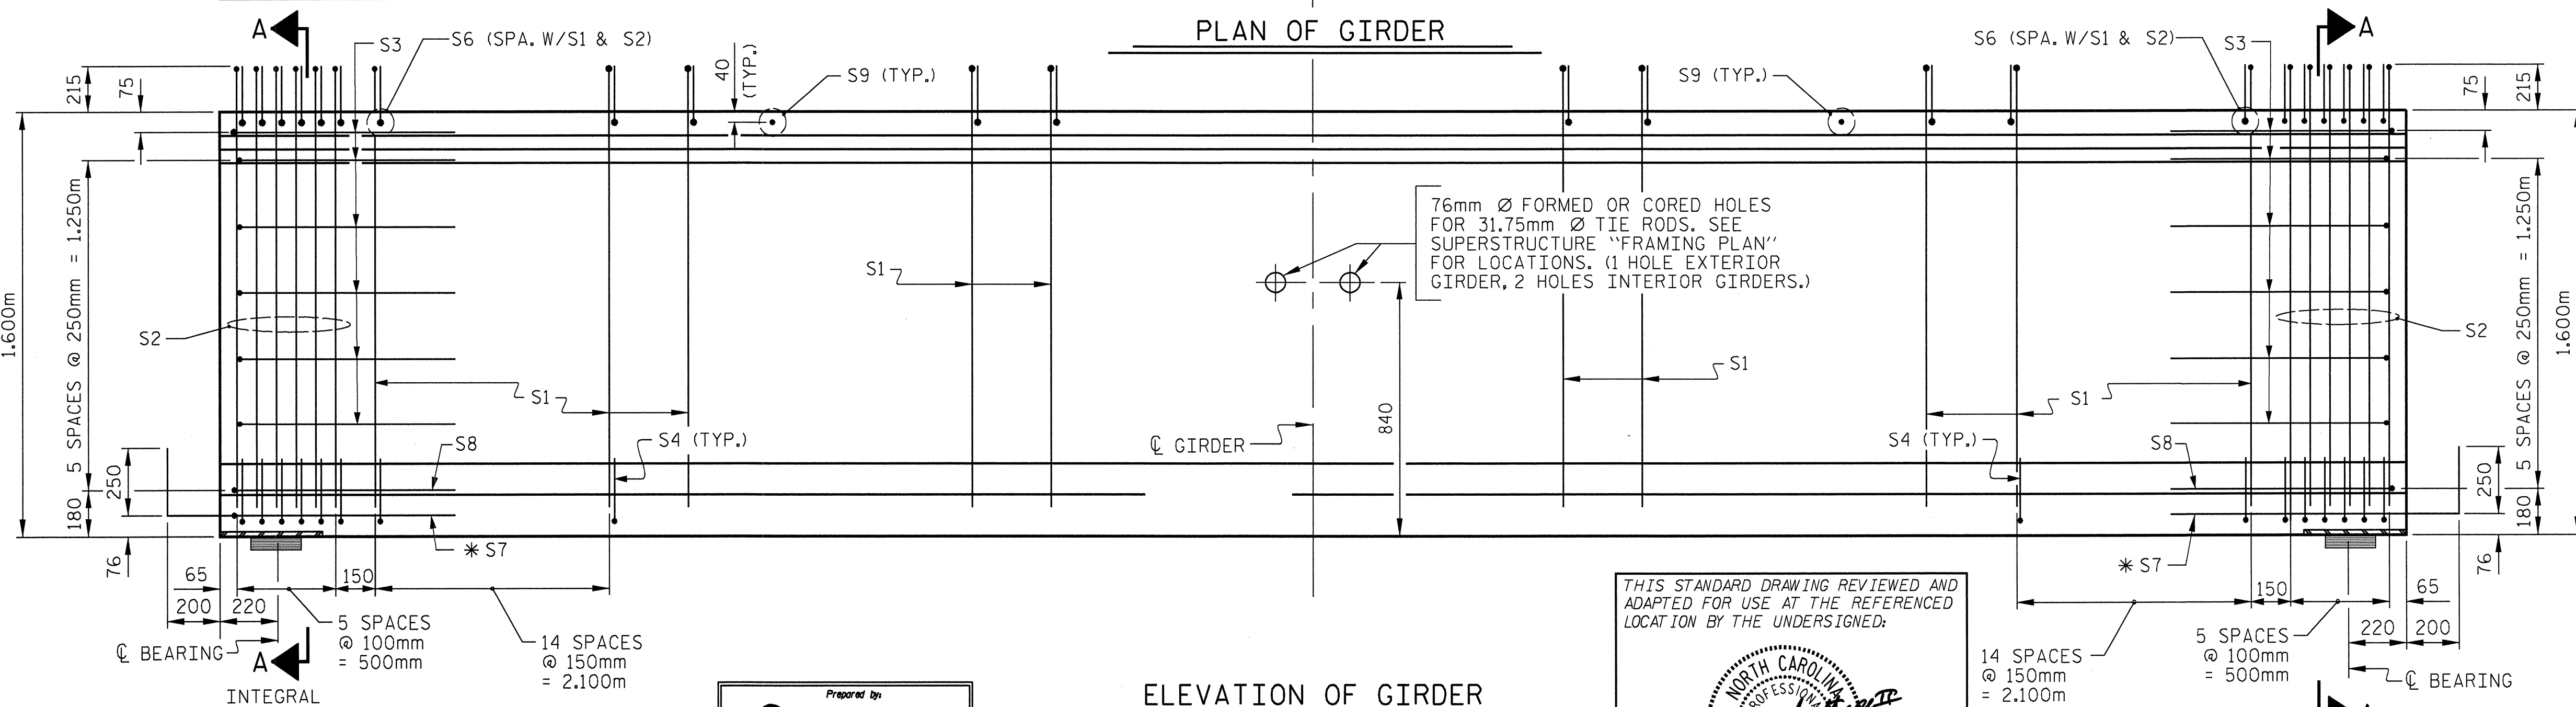 PLAN OF GIRDER
A
S3
S6 (SPA. W/S1 & S2)
40
(TYP.)
S9 (TYP.)
S9 (TYP.)
S6 (SPA. W/S1 & S2)
S3
A
215
75
75
215
1.600m
5 SPACES @ 250mm = 1.250m
76mm Ø FORMED OR CORED HOLES
FOR 31.75mm Ø TIE RODS. SEE
SUPERSTRUCTURE "FRAMING PLAN"
FOR LOCATIONS. (1 HOLE EXTERIOR
GIRDER, 2 HOLES INTERIOR GIRDERS.)
S1
S2
S2
S1
S1
S1
840
5 SPACES @ 250mm = 1.250m
1.600m
S4 (TYP.)
S8
℄ GIRDER
S4 (TYP.)
S8
250
180
76
✳ S7
✳ S7
250
180
76
65
150
200
220
5 SPACES
@ 100mm
= 500mm
14 SPACES
@ 150mm
= 2.100m
℄ BEARING
A
INTEGRAL
Prepared by:
ELEVATION OF GIRDER
THIS STANDARD DRAWING REVIEWED AND
ADAPTED FOR USE AT THE REFERENCED
LOCATION BY THE UNDERSIGNED:
NORTH CAROLINA
150
65
220
200
14 SPACES
@ 150mm
= 2.100m
5 SPACES
@ 100mm
= 500mm
℄ BEARING